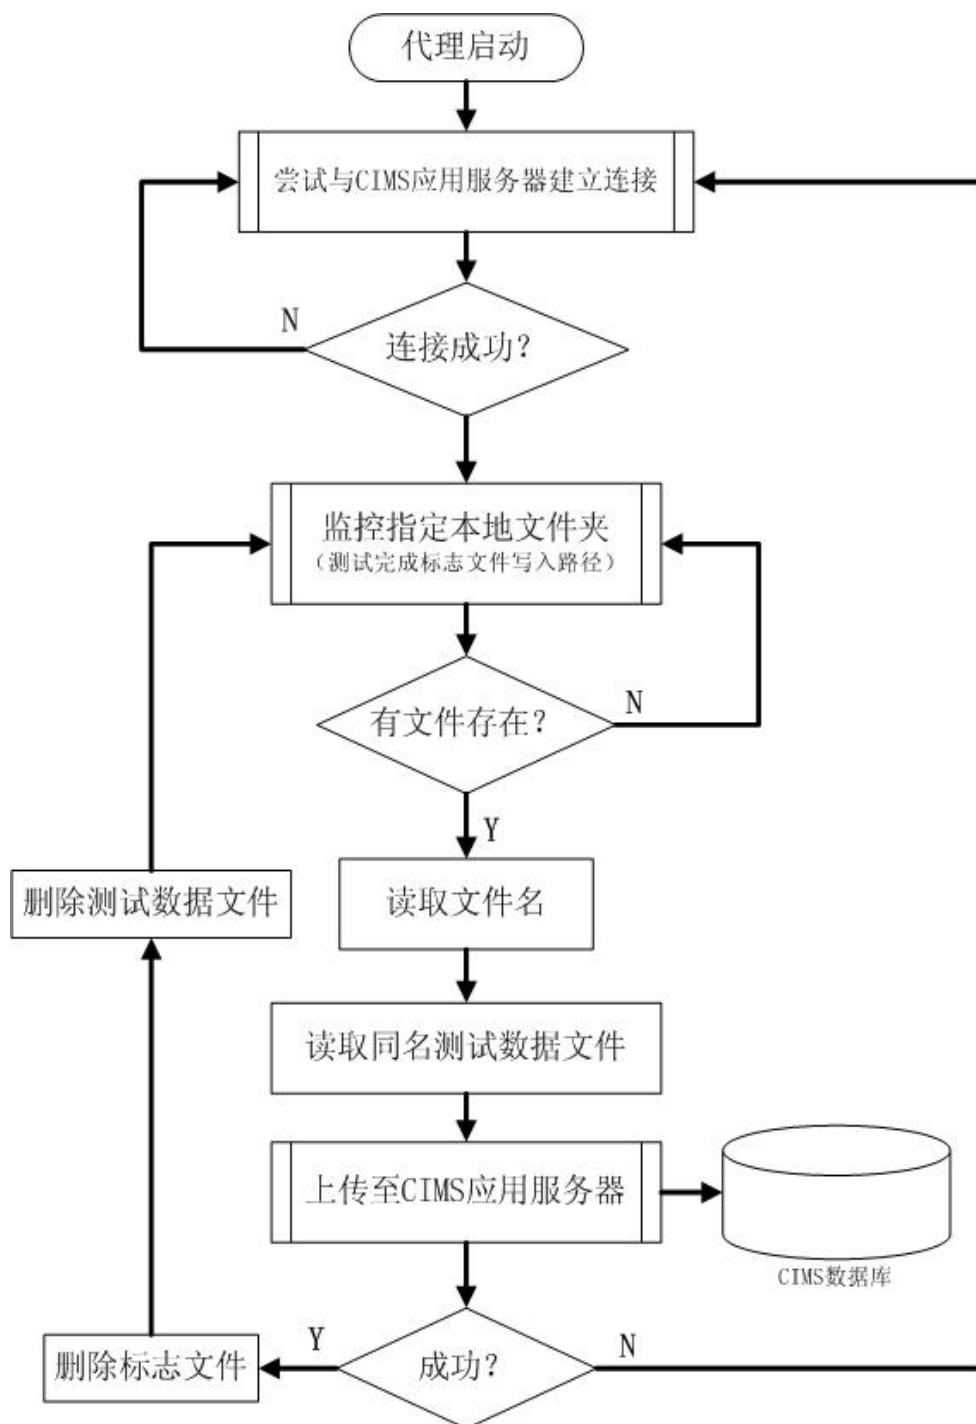 代理启动
尝试与CIMS应用服务器建立连接
N
连接成功?
监控指定本地文件夹
(测试完成标志文件写入路径)
N
有文件存在?
Y
删除测试数据文件
读取文件名
读取同名测试数据文件
上传至CIMS应用服务器
CIMS数据库
Y
N
删除标志文件
成功?